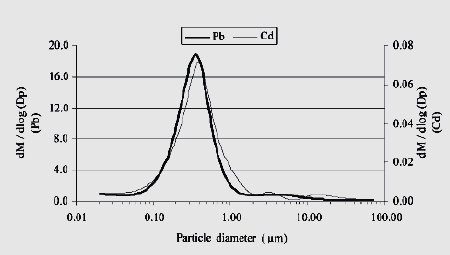 Pb Cd
20.0 0.08
16.0
0.06
12.0
0.04
8.0
0.02
4.0
0.0 0.00
0.01 0.10 1.00 10.00 100.00
dM / dlog(Dp)
(Pb)
dM / dlog(Dp)
(Cd)
Particle diameter (µm)